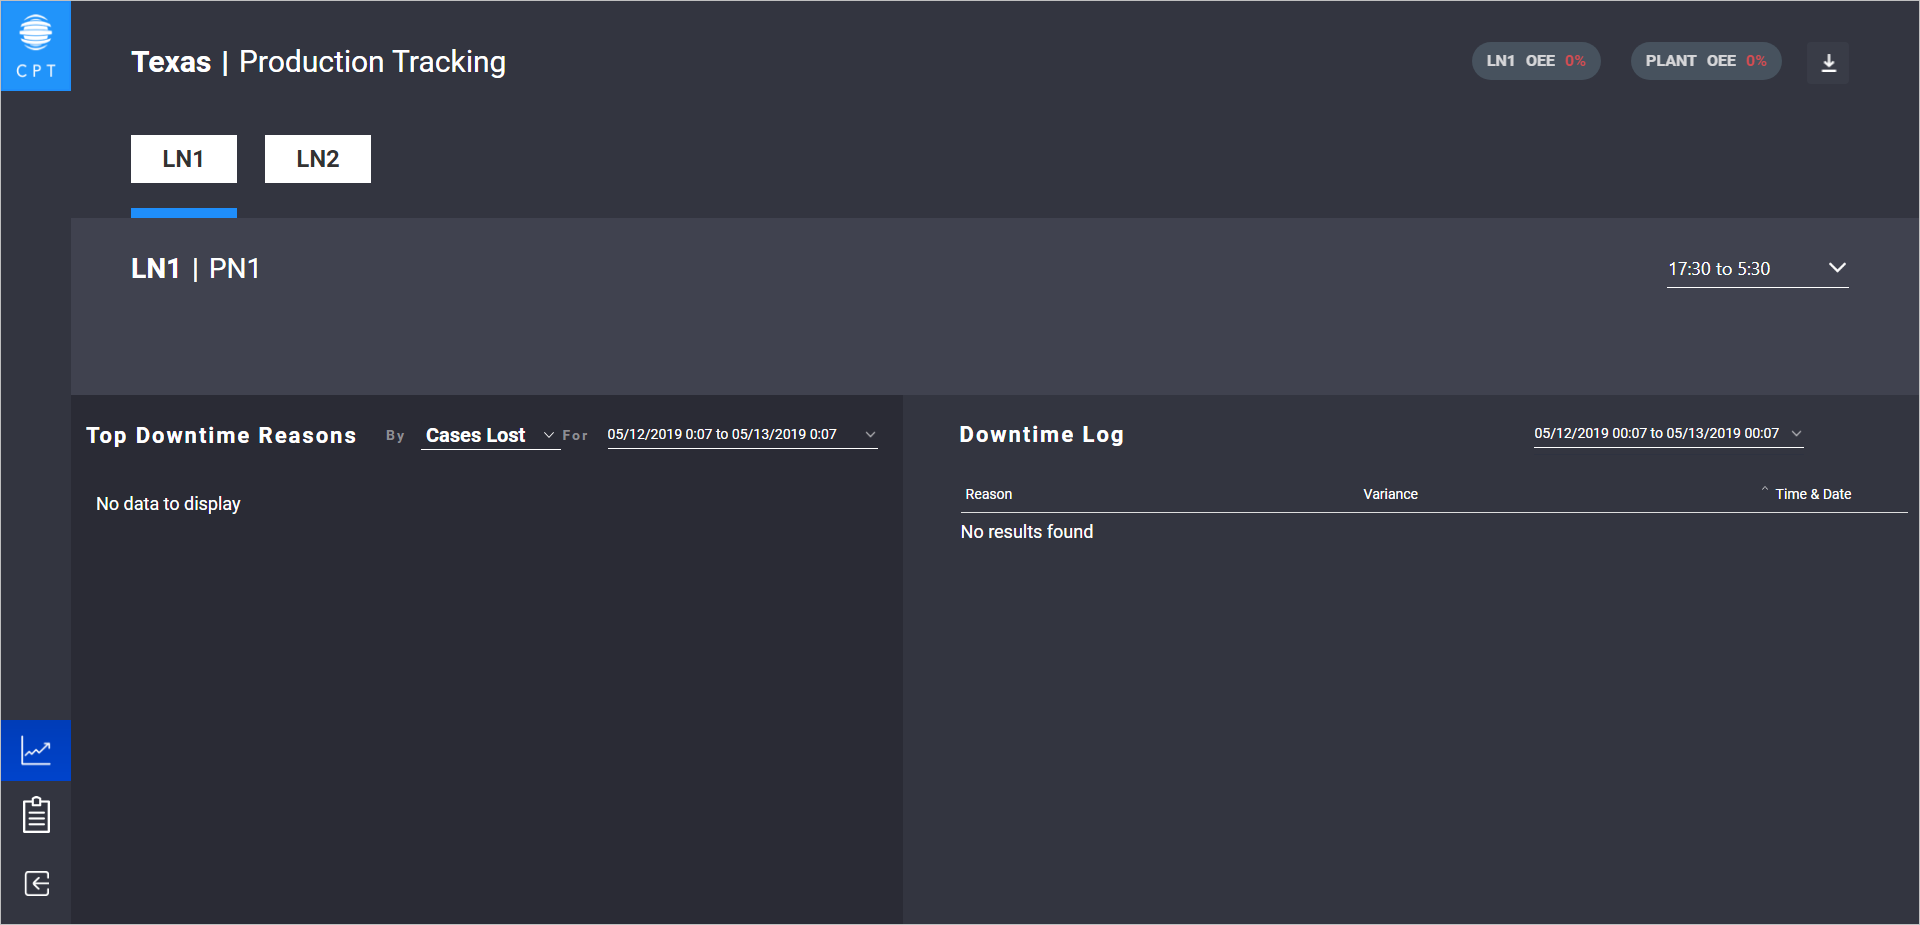 CPT
Texas | Production Tracking
LN1 OEE 0%
PLANT OEE 0%
LN1
LN2
LN1 | PN1
17:30 to 5:30
Top Downtime Reasons By Cases Lost For 05/12/2019 0:07 to 05/13/2019 0:07
No data to display
Downtime Log 05/12/2019 00:07 to 05/13/2019 00:07
Reason Variance Time & Date
No results found